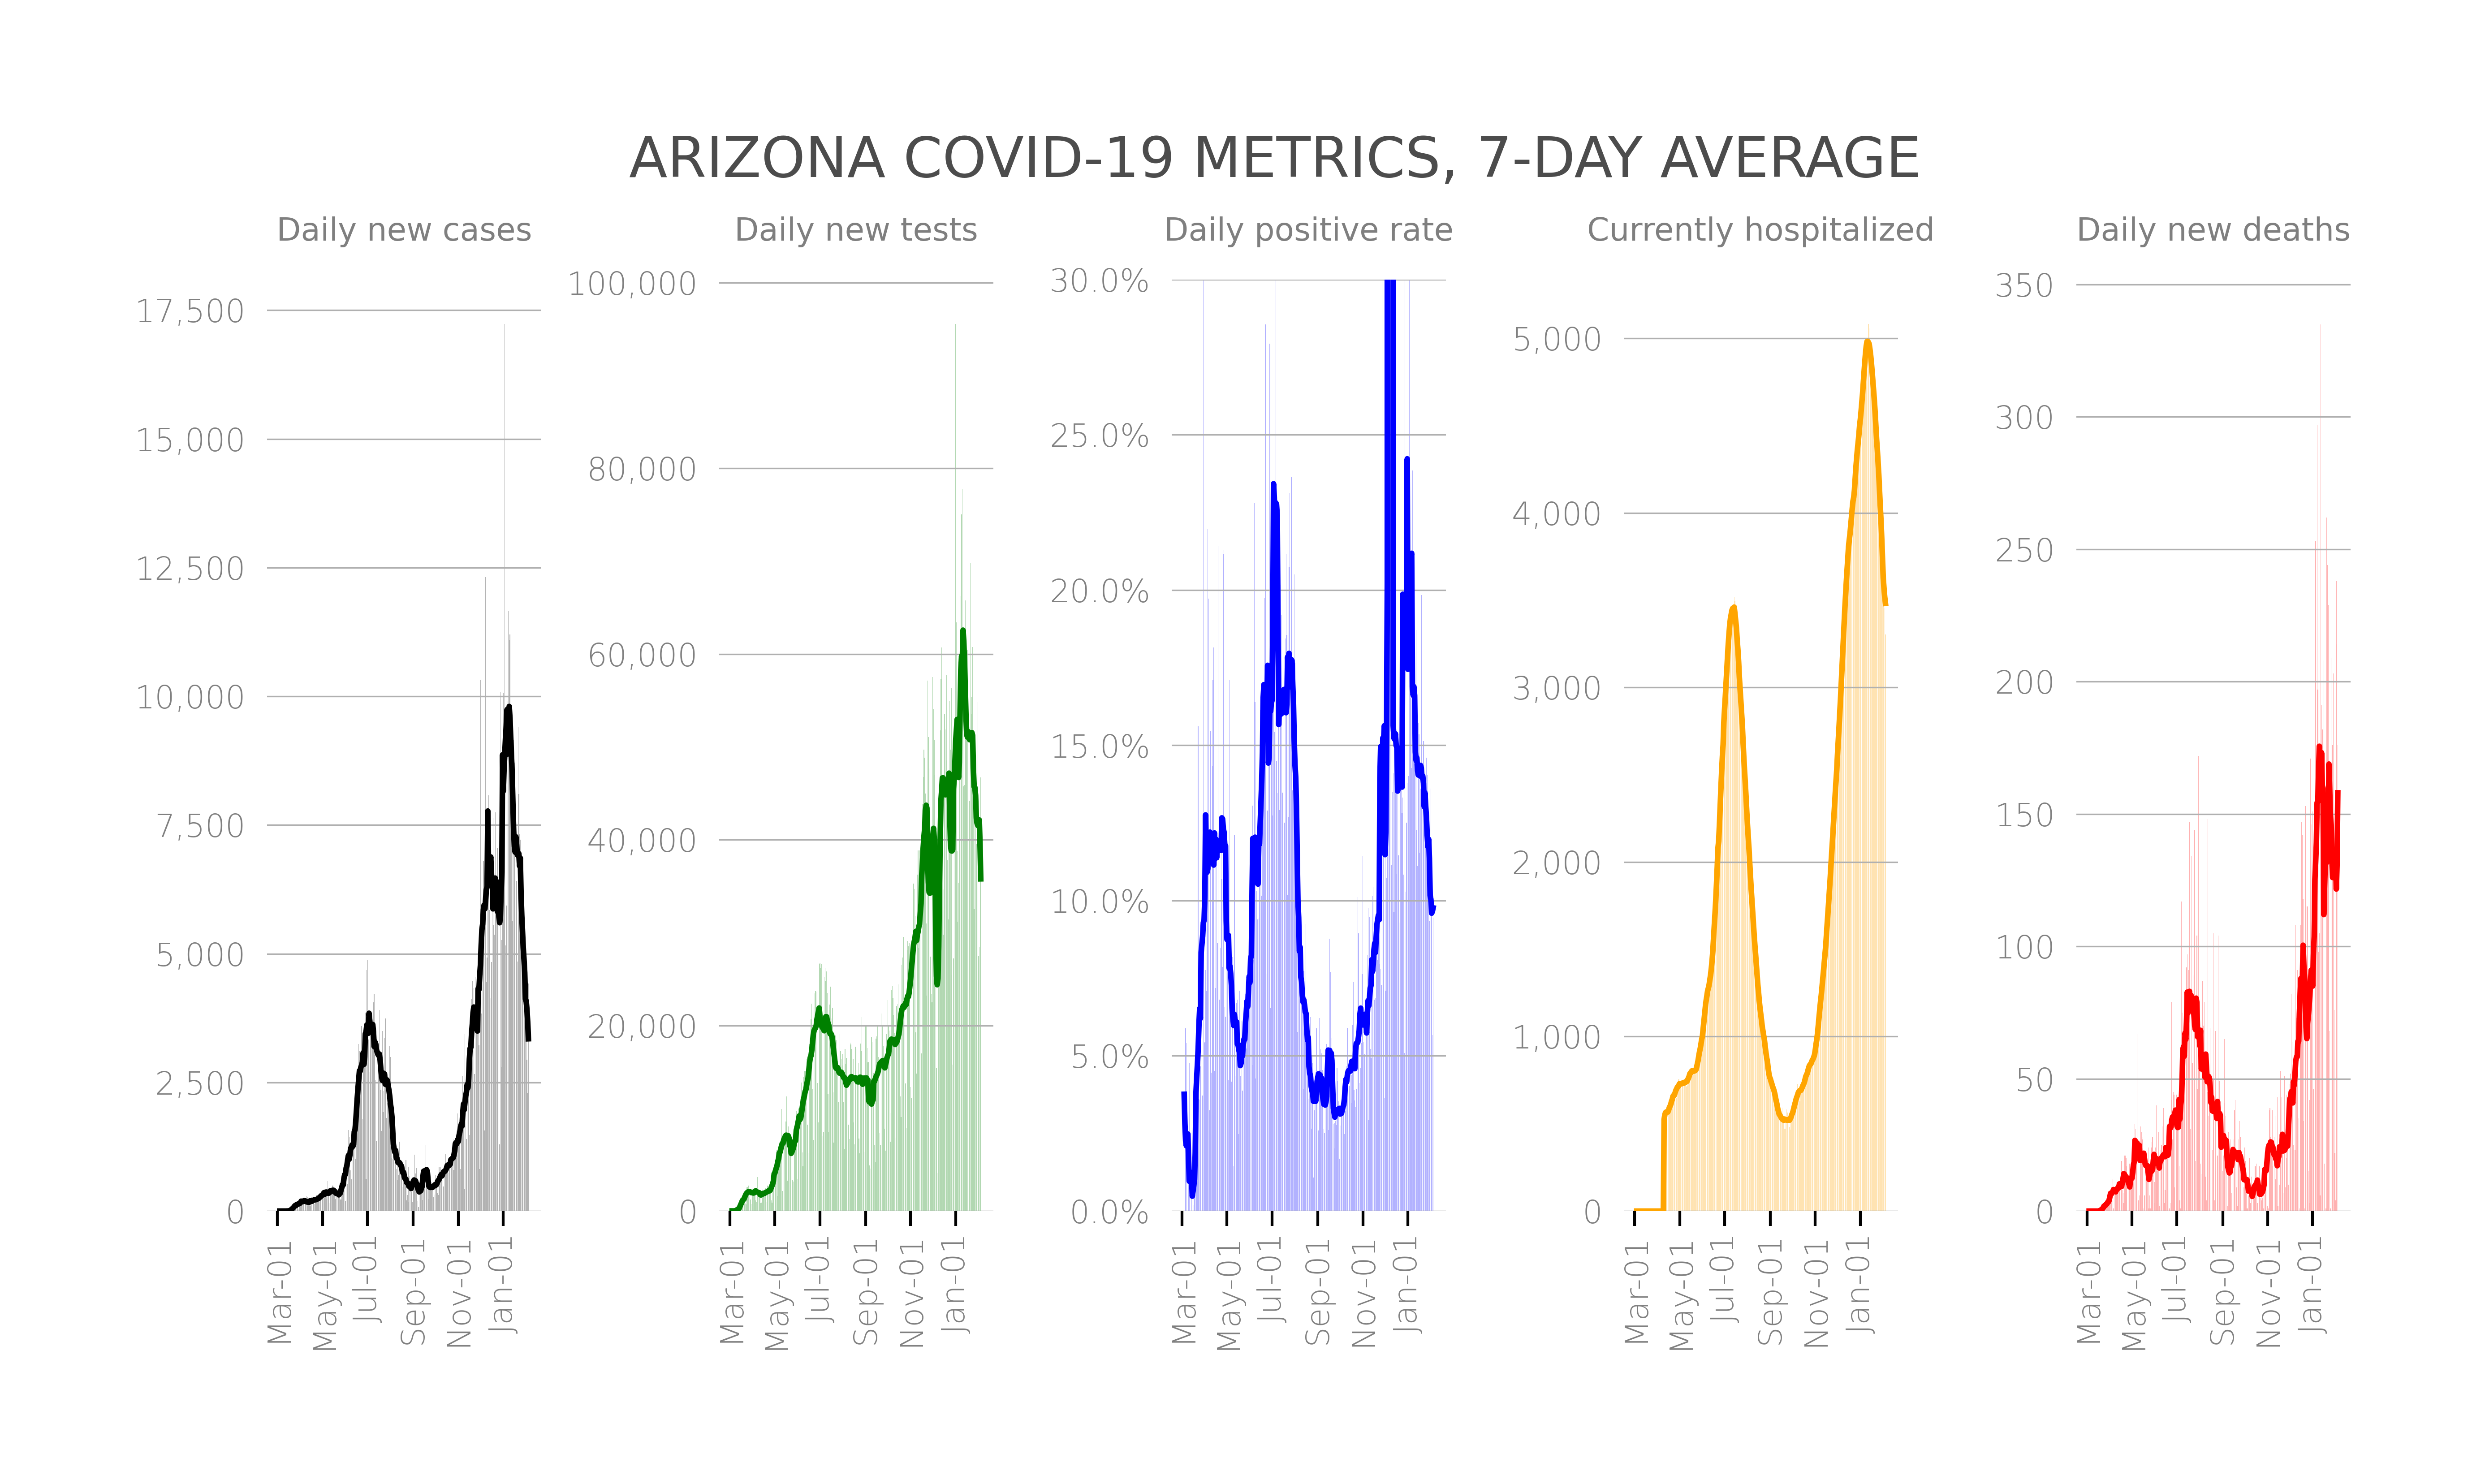 ARIZONA COVID-19 METRICS, 7-DAY AVERAGE
Daily new cases
17,500
15,000
12,500
10,000
7,500
5,000
2,500
0
Mar-01
May-01
Jul-01
Sep-01
Nov-01
Jan-01
Daily new tests
100,000
80,000
60,000
40,000
20,000
0
Mar-01
May-01
Jul-01
Sep-01
Nov-01
Jan-01
Daily positive rate
30.0%
25.0%
20.0%
15.0%
10.0%
5.0%
0.0%
Mar-01
May-01
Jul-01
Sep-01
Nov-01
Jan-01
Currently hospitalized
5,000
4,000
3,000
2,000
1,000
0
Mar-01
May-01
Jul-01
Sep-01
Nov-01
Jan-01
Daily new deaths
350
300
250
200
150
100
50
0
Mar-01
May-01
Jul-01
Sep-01
Nov-01
Jan-01